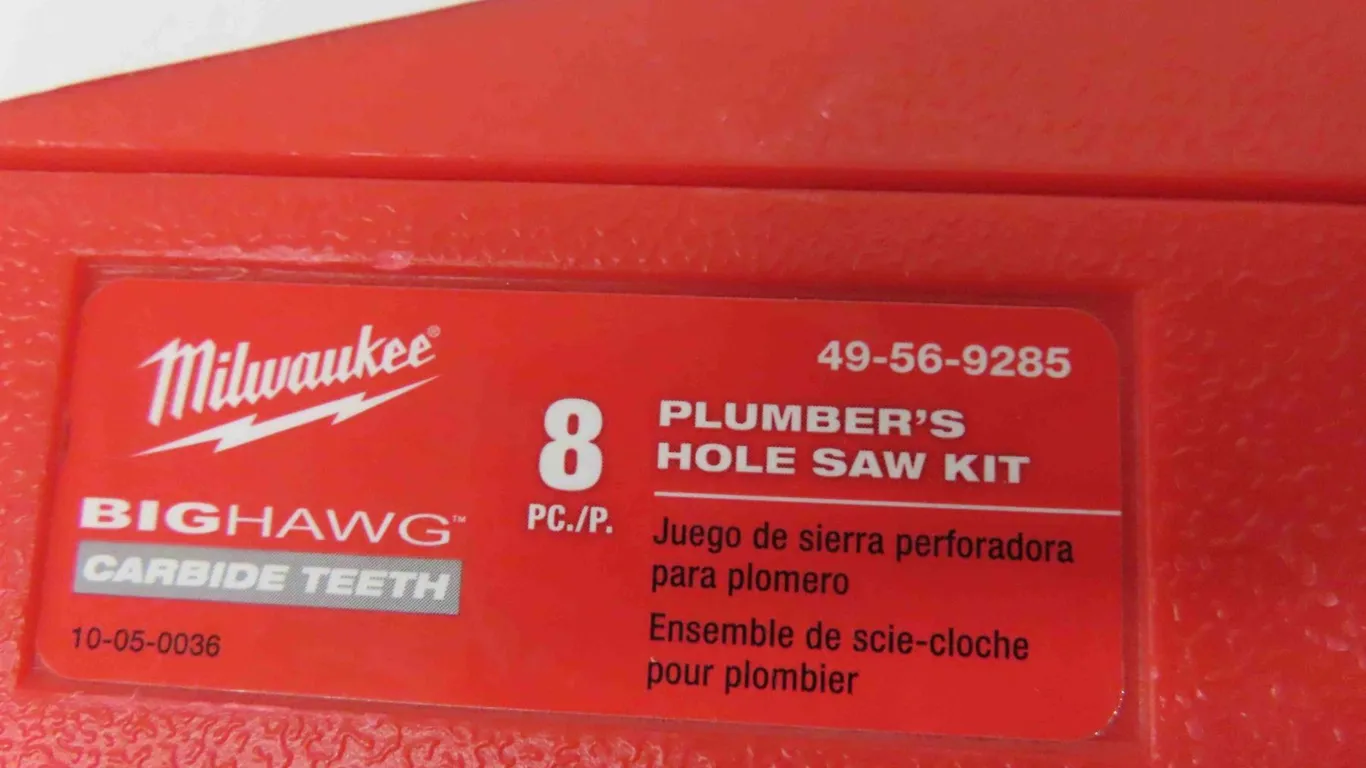 Milwaukee®
BIGHAWG™
CARBIDE TEETH
10-05-0036
8
PC./P.
49-56-9285
PLUMBER'S
HOLE SAW KIT
Juego de sierra perforadora
para plomero
Ensemble de scie-cloche
pour plombier